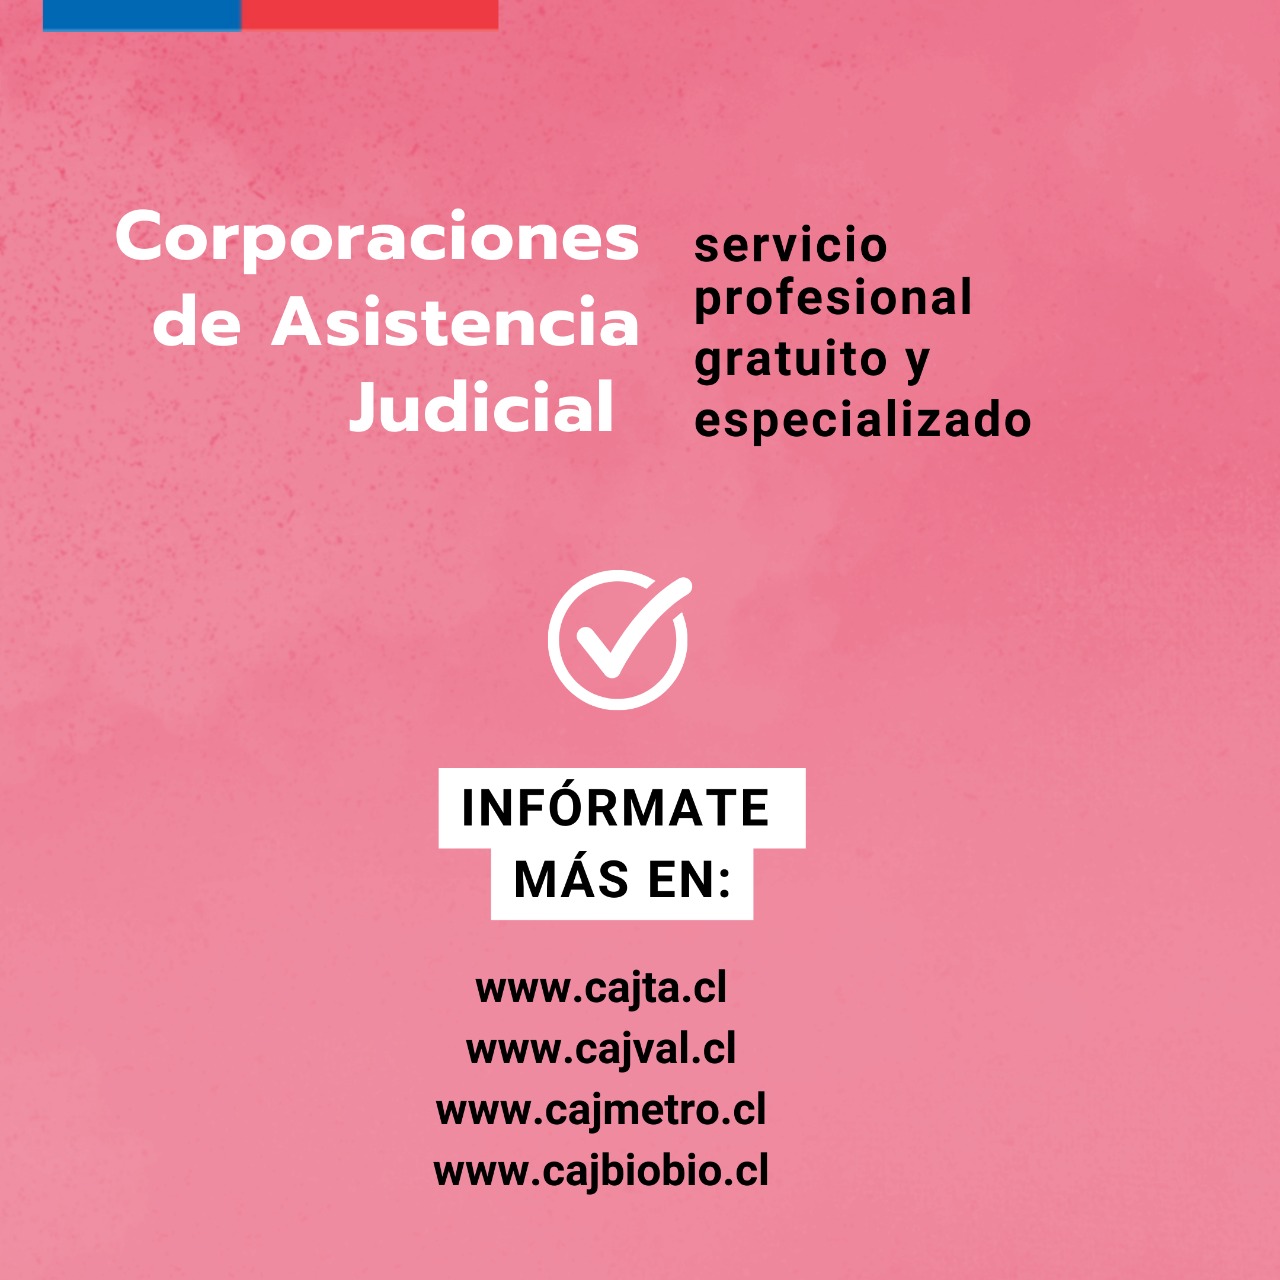 Corporaciones
de Asistencia
Judicial
servicio
profesional
gratuito y
especializado
INFÓRMATE
MÁS EN:
www.cajta.cl
www.cajval.cl
www.cajmetro.cl
www.cajbiobio.cl